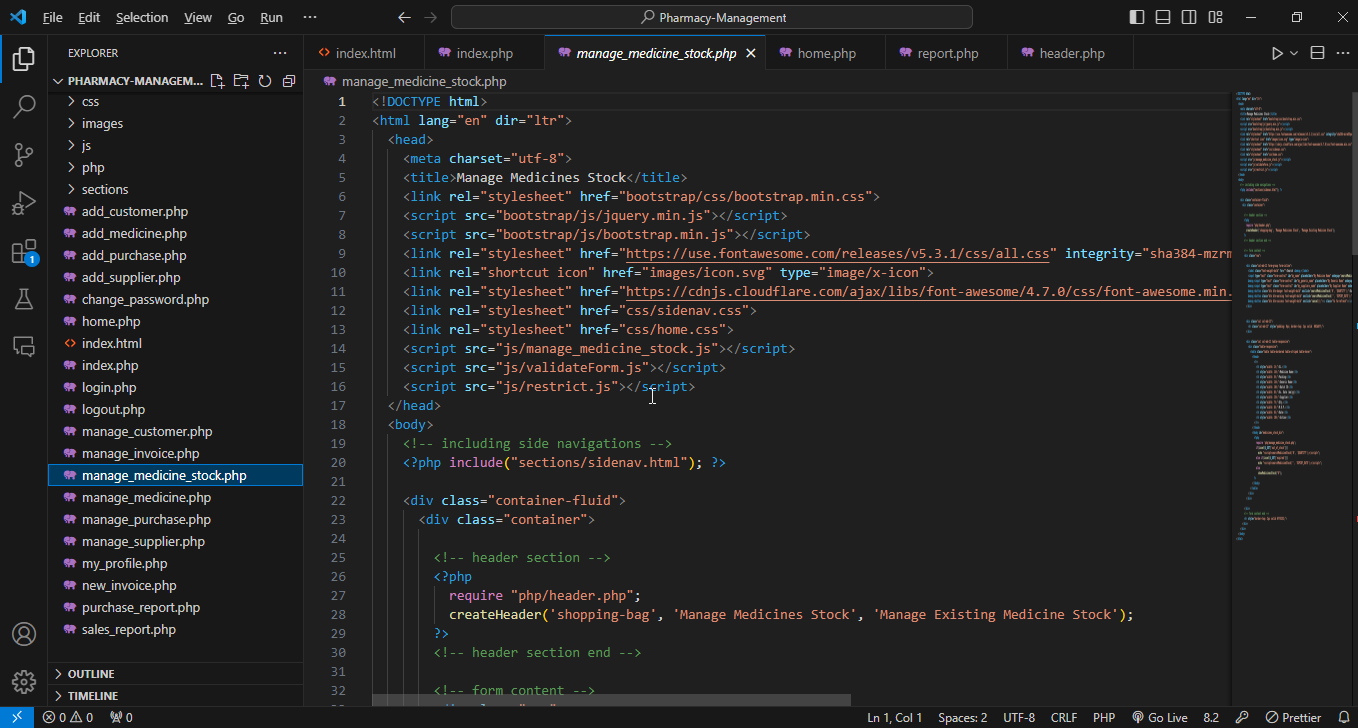 File Edit Selection View Go Run ··· Pharmacy-Management
EXPLORER ···
PHARMACY-MANAGEM...
css
images
js
php
sections
add_customer.php
add_medicine.php
add_purchase.php
add_supplier.php
change_password.php
home.php
index.html
index.php
login.php
logout.php
manage_customer.php
manage_invoice.php
manage_medicine_stock.php
manage_medicine.php
manage_purchase.php
manage_supplier.php
my_profile.php
new_invoice.php
purchase_report.php
sales_report.php
OUTLINE
TIMELINE
1
index.html index.php manage_medicine_stock.php home.php report.php header.php ···
manage_medicine_stock.php
1 <!DOCTYPE html>
2 <html lang="en" dir="ltr">
3 <head>
4 <meta charset="utf-8">
5 <title>Manage Medicines Stock</title>
6 <link rel="stylesheet" href="bootstrap/css/bootstrap.min.css">
7 <script src="bootstrap/js/jquery.min.js"></script>
8 <script src="bootstrap/js/bootstrap.min.js"></script>
9 <link rel="stylesheet" href="https://use.fontawesome.com/releases/v5.3.1/css/all.css" integrity="sha384-mzrm
10 <link rel="shortcut icon" href="images/icon.svg" type="image/x-icon">
11 <link rel="stylesheet" href="https://cdnjs.cloudflare.com/ajax/libs/font-awesome/4.7.0/css/font-awesome.min.
12 <link rel="stylesheet" href="css/sidenav.css">
13 <link rel="stylesheet" href="css/home.css">
14 <script src="js/manage_medicine_stock.js"></script>
15 <script src="js/validateForm.js"></script>
16 <script src="js/restrict.js"></script>
17 </head>
18 <body>
19 <!-- including side navigations -->
20 <?php include("sections/sidenav.html"); ?>
21
22 <div class="container-fluid">
23 <div class="container">
24
25 <!-- header section -->
26 <?php
27 require "php/header.php";
28 createHeader('shopping-bag', 'Manage Medicines Stock', 'Manage Existing Medicine Stock');
29 ?>
30 <!-- header section end -->
31
32 <!-- form content -->
0 0 0 Ln 1, Col 1 Spaces: 2 UTF-8 CRLF PHP Go Live 8.2 Prettier